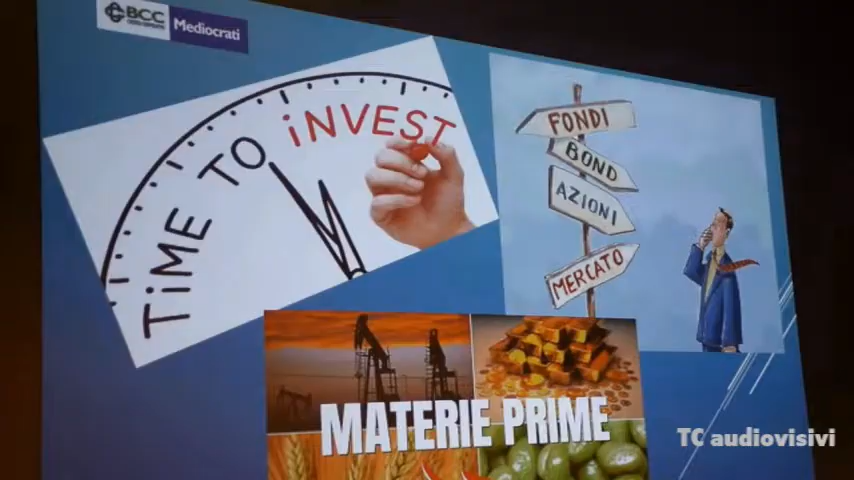 BCC
Mediocrati
TIME TO iNVEST
FONDI
BOND
AZIONI
MERCATO
MATERIE PRIME
TC audiovisivi